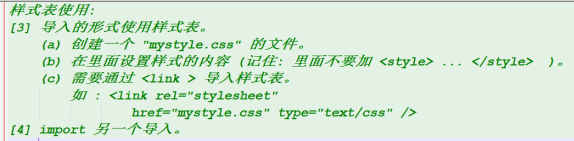 样式表使用:
[3] 导入的形式使用样式表。
(a) 创建一个 "mystyle.css" 的文件。
(b) 在里面设置样式的内容 (记住: 里面不要加 <style> ... </style>  )。
(c) 需要通过 <link > 导入样式表。
如 : <link rel="stylesheet"
href="mystyle.css" type="text/css" />
[4] import 另一个导入。